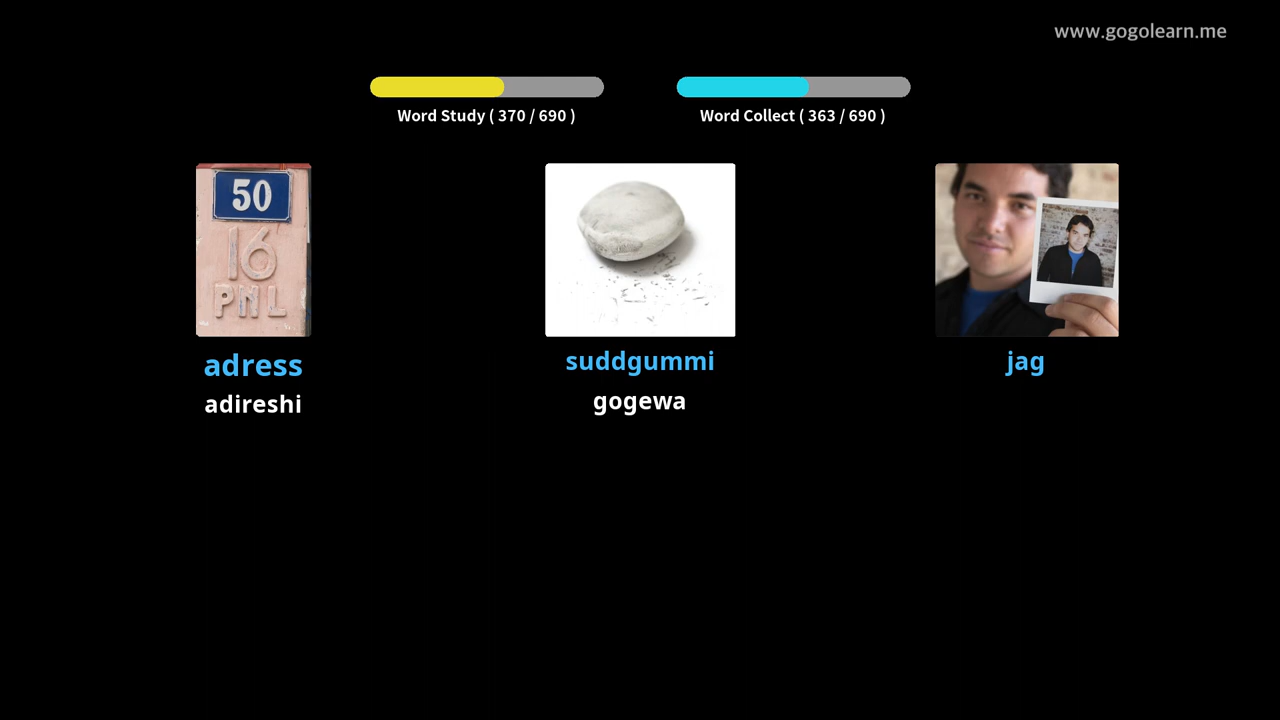 www.gogolearn.me
Word Study ( 370 / 690 )
Word Collect ( 363 / 690 )
50
16
PNL
adress
suddgummi
jag
adireshi
gogewa